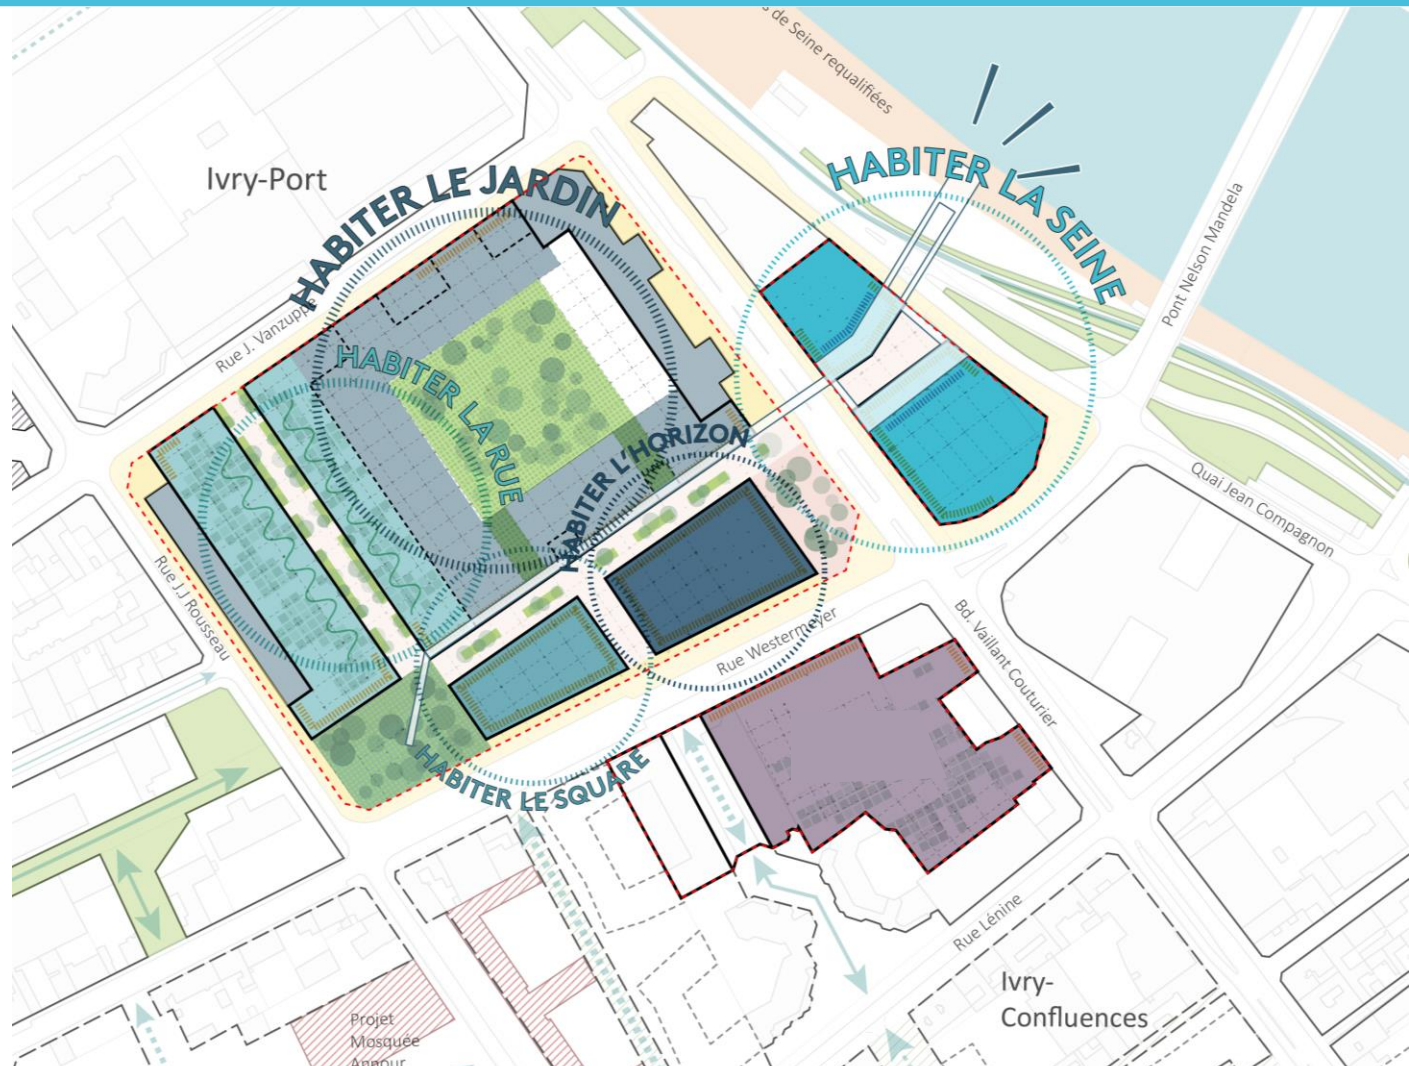 s de Seine requalifiées
Ivry-Port
HABITER LE JARDIN
HABITER LA SEINE
Pont Nelson Mandela
Rue J. Vanzuppe
HABITER LA RUE
HABITER L'HORIZON
Quai Jean Compagnon
Rue J.J Rousseau
Bd. Vaillant Couturier
Rue Westermeyer
HABITER LE SQUARE
Rue Lénine
Ivry-
Confluences
Projet
Mosquée
Annour